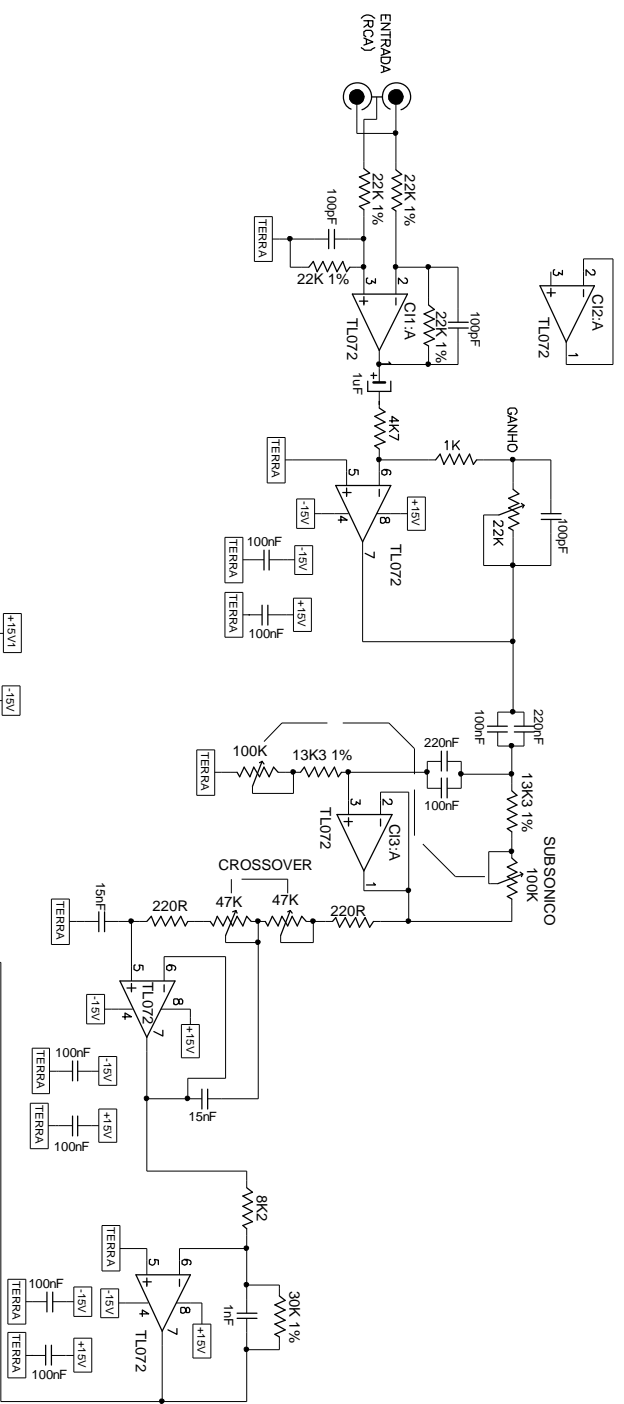 ENTRADA
(RCA)
22K 1%
22K 1%
100pF
TERRA
22K 1%
3
2
+
-
CI1:A
TL072
1
22K 1%
100pF
3
2
+
-
CI2:A
TL072
1
+
1uF
4K7
1K
GANHO
22K
100pF
TERRA
5
6
+
-
-15V
4
8
+15V
7
TL072
100nF
-15V
TERRA
100nF
+15V
TERRA
+15V1
-15V
100nF
220nF
220nF
100nF
13K3 1%
100K
SUBSONICO
100K
13K3 1%
TERRA
3
2
+
-
CI3:A
TL072
1
CROSSOVER
220R
47K
47K
220R
15nF
TERRA
5
6
+
-
TL072
-15V
4
8
+15V
7
15nF
100nF
-15V
TERRA
100nF
+15V
TERRA
8K2
30K 1%
1nF
TERRA
5
6
+
-
-15V
4
8
+15V
7
TL072
100nF
-15V
TERRA
100nF
+15V
TERRA